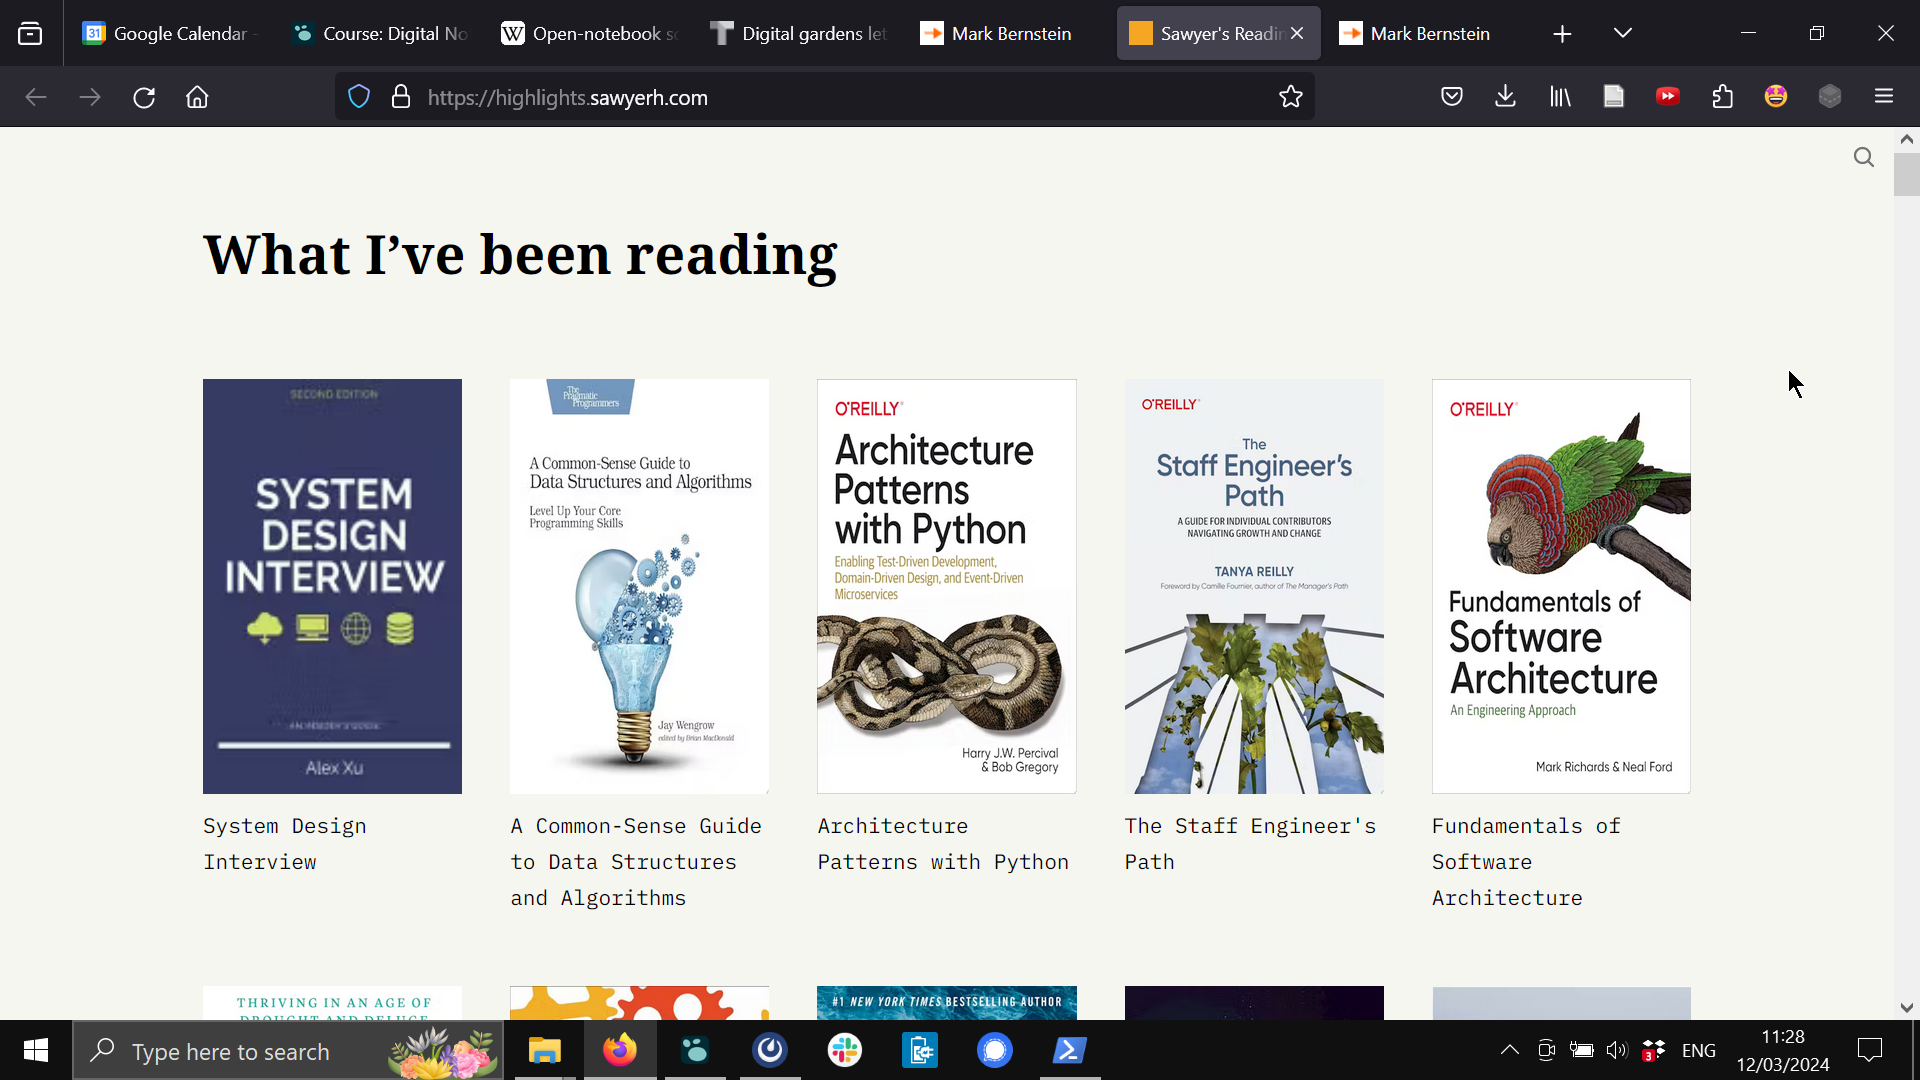 Google Calendar -
Course: Digital No
Open-notebook sc
Digital gardens let
Mark Bernstein
Sawyer's Readin
Mark Bernstein
https://highlights.sawyerh.com
What I’ve been reading
SECOND EDITION
SYSTEM
DESIGN
INTERVIEW
Alex Xu
The
Pragmatic
Programmers
A Common-Sense Guide to
Data Structures and Algorithms
Level Up Your Core
Programming Skills
Jay Wengrow
edited by Brian MacDonald
O'REILLY®
Architecture
Patterns
with Python
Enabling Test-Driven Development,
Domain-Driven Design, and Event-Driven
Microservices
Harry J.W. Percival
& Bob Gregory
O'REILLY®
The
Staff Engineer's
Path
A GUIDE FOR INDIVIDUAL CONTRIBUTORS
NAVIGATING GROWTH AND CHANGE
TANYA REILLY
Foreword by Camille Fournier, author of The Manager's Path
O'REILLY®
Fundamentals of
Software
Architecture
An Engineering Approach
Mark Richards & Neal Ford
System Design
Interview
A Common-Sense Guide
to Data Structures
and Algorithms
Architecture
Patterns with Python
The Staff Engineer's
Path
Fundamentals of
Software
Architecture
THRIVING IN AN AGE OF
DROUGHT AND DELUGE
#1 NEW YORK TIMES BESTSELLING AUTHOR
Type here to search
3
ENG
11:28
12/03/2024